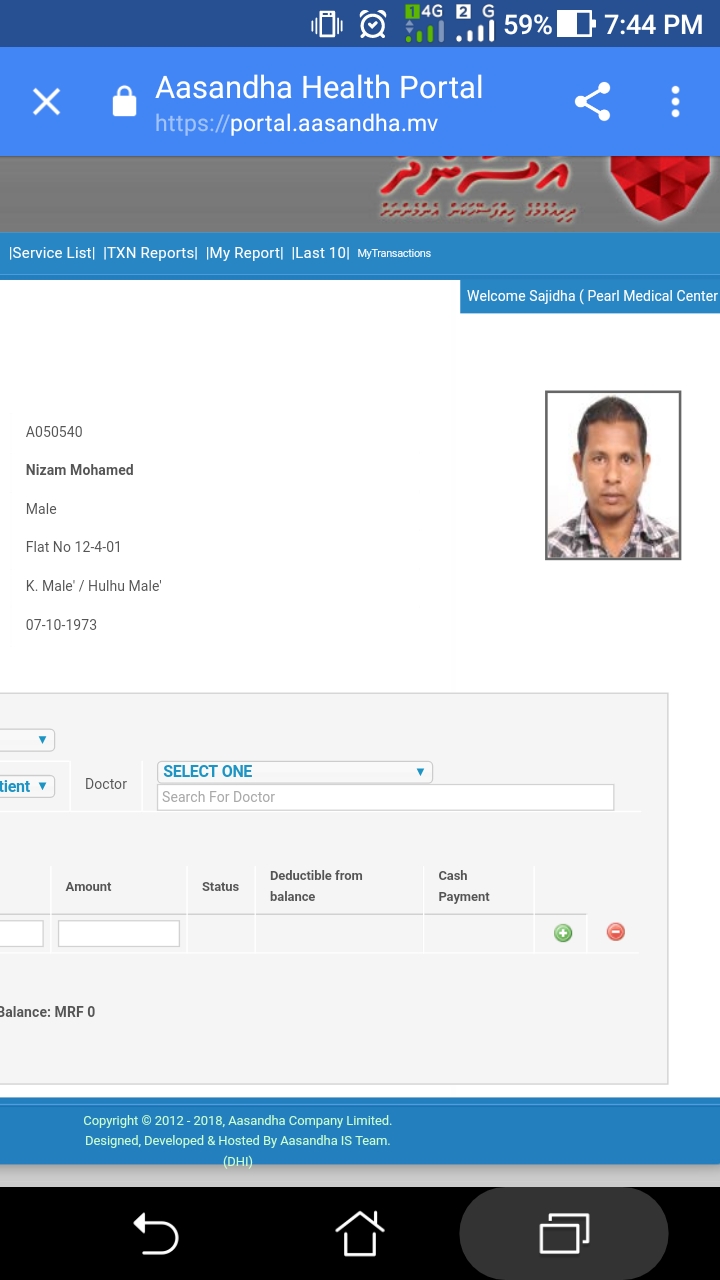 1 4G 2 G 59% 7:44 PM
Aasandha Health Portal
https://portal.aasandha.mv
އާސަންދަ
|Service List| |TXN Reports| |My Report| |Last 10| MyTransactions
Welcome Sajidha ( Pearl Medical Center
A050540
Nizam Mohamed
Male
Flat No 12-4-01
K. Male' / Hulhu Male'
07-10-1973
SELECT ONE
tient Doctor
Search For Doctor
Amount Status Deductible from balance Cash Payment
Balance: MRF 0
Copyright © 2012 - 2018, Aasandha Company Limited.
Designed, Developed & Hosted By Aasandha IS Team.
(DHI)